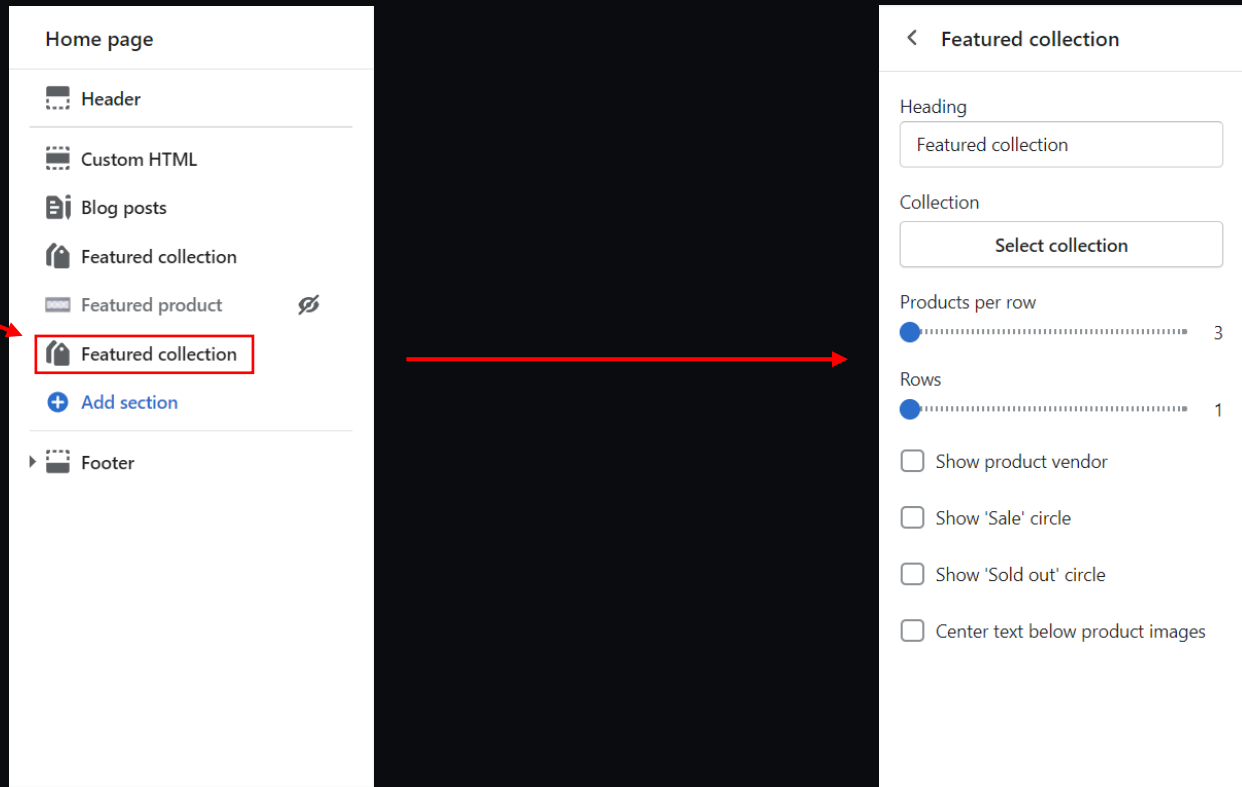 Home page
Header
Custom HTML
Blog posts
Featured collection
Featured product
Featured collection
Add section
Footer
Featured collection
Heading
Featured collection
Collection
Select collection
Products per row
3
Rows
1
Show product vendor
Show 'Sale' circle
Show 'Sold out' circle
Center text below product images